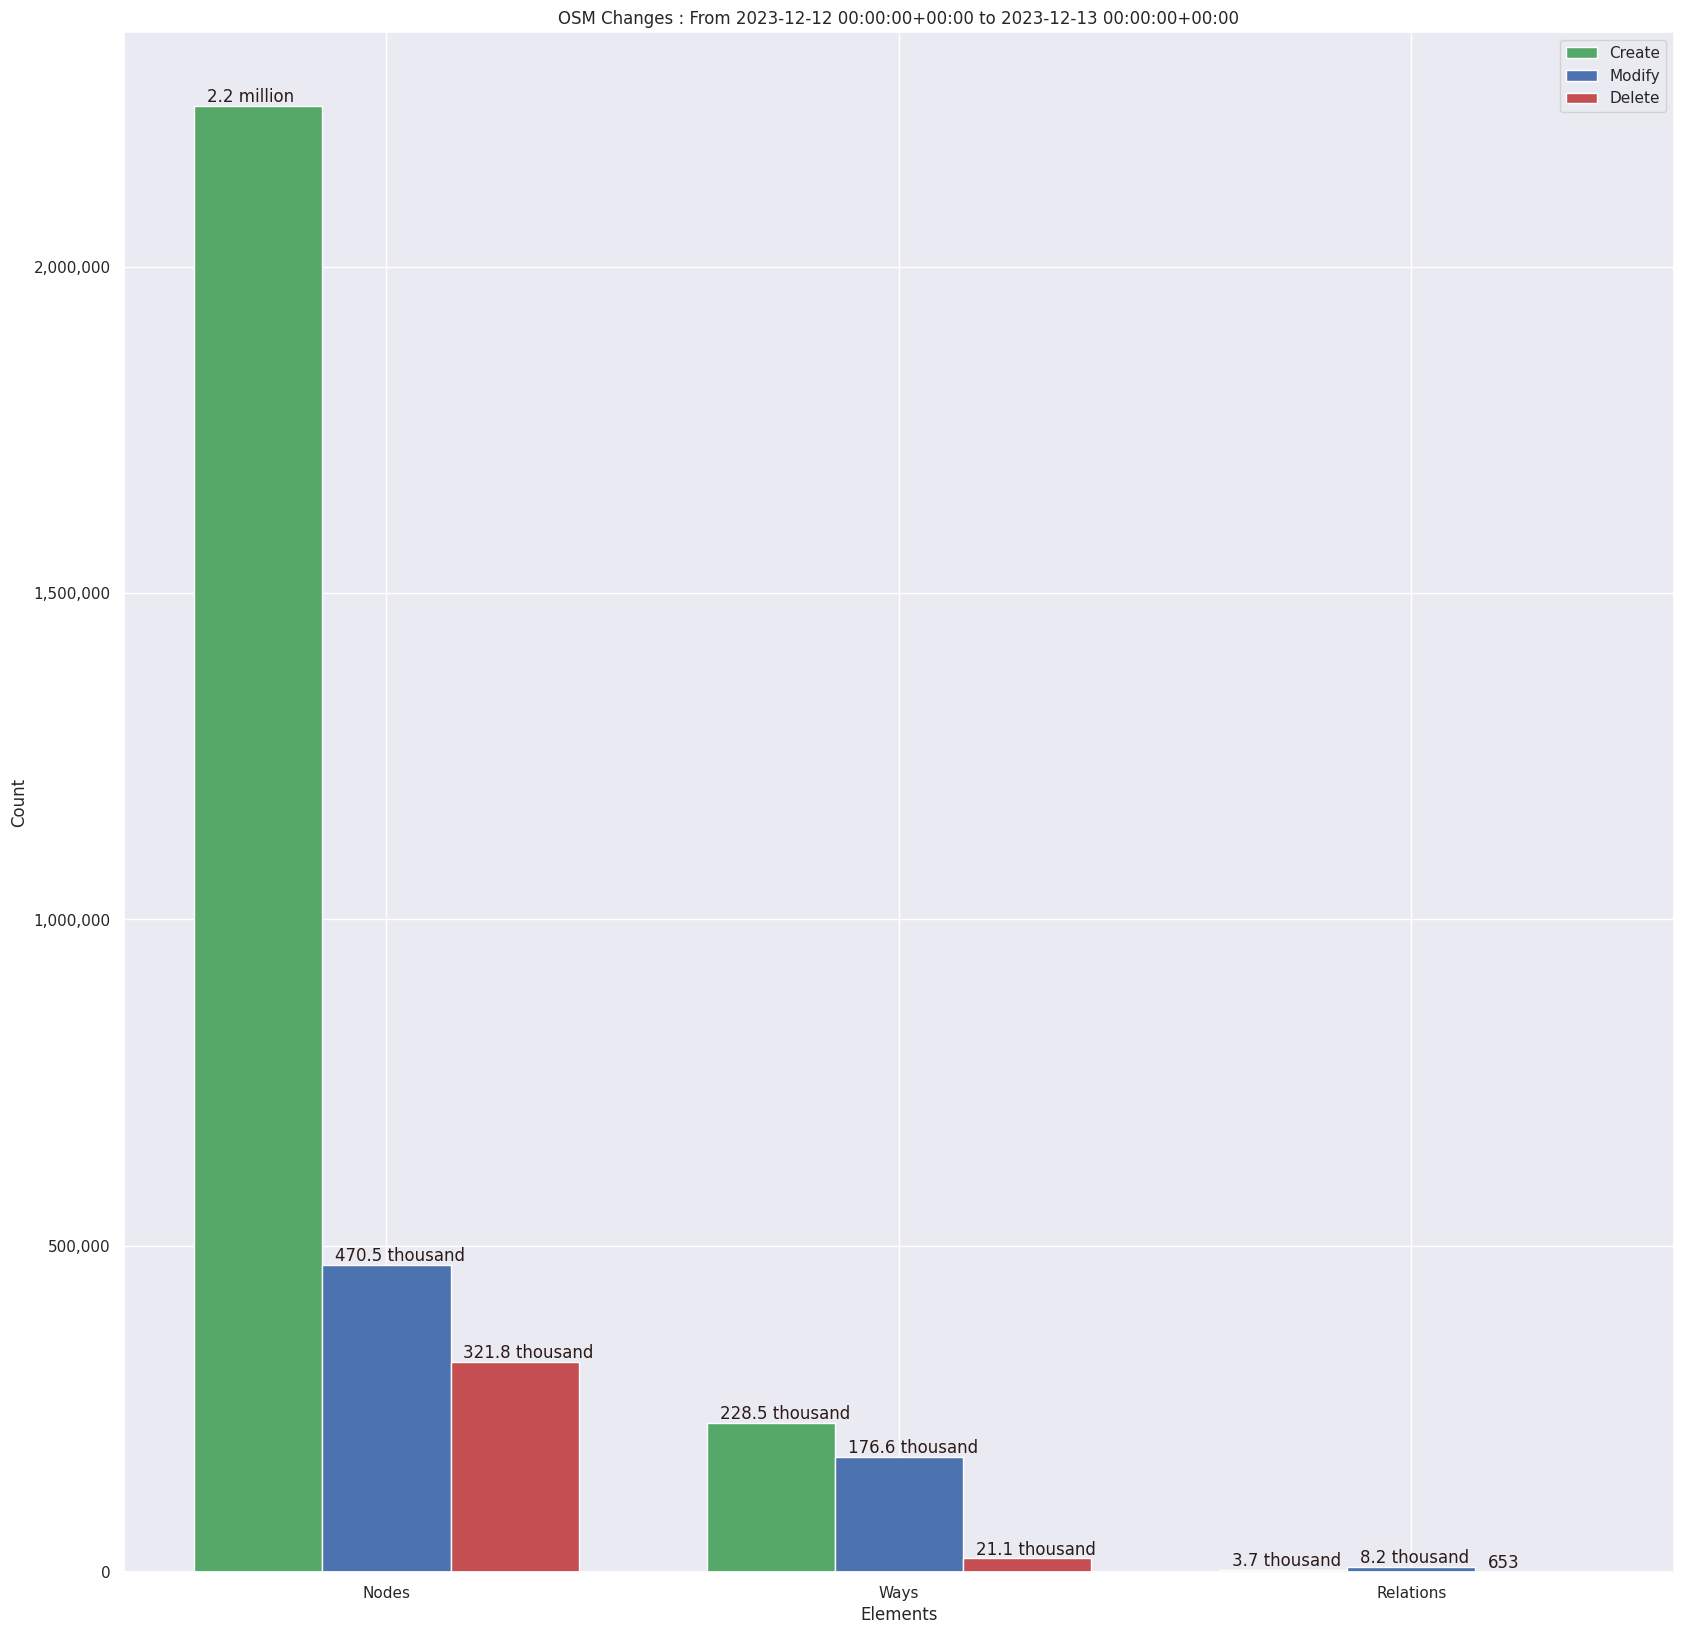 OSM Changes : From 2023-12-12 00:00:00+00:00 to 2023-12-13 00:00:00+00:00
Create
Modify
Delete
2.2 million
2,000,000
1,500,000
1,000,000
500,000
0
Count
470.5 thousand
321.8 thousand
228.5 thousand
176.6 thousand
21.1 thousand
3.7 thousand
8.2 thousand
653
Nodes
Ways
Relations
Elements